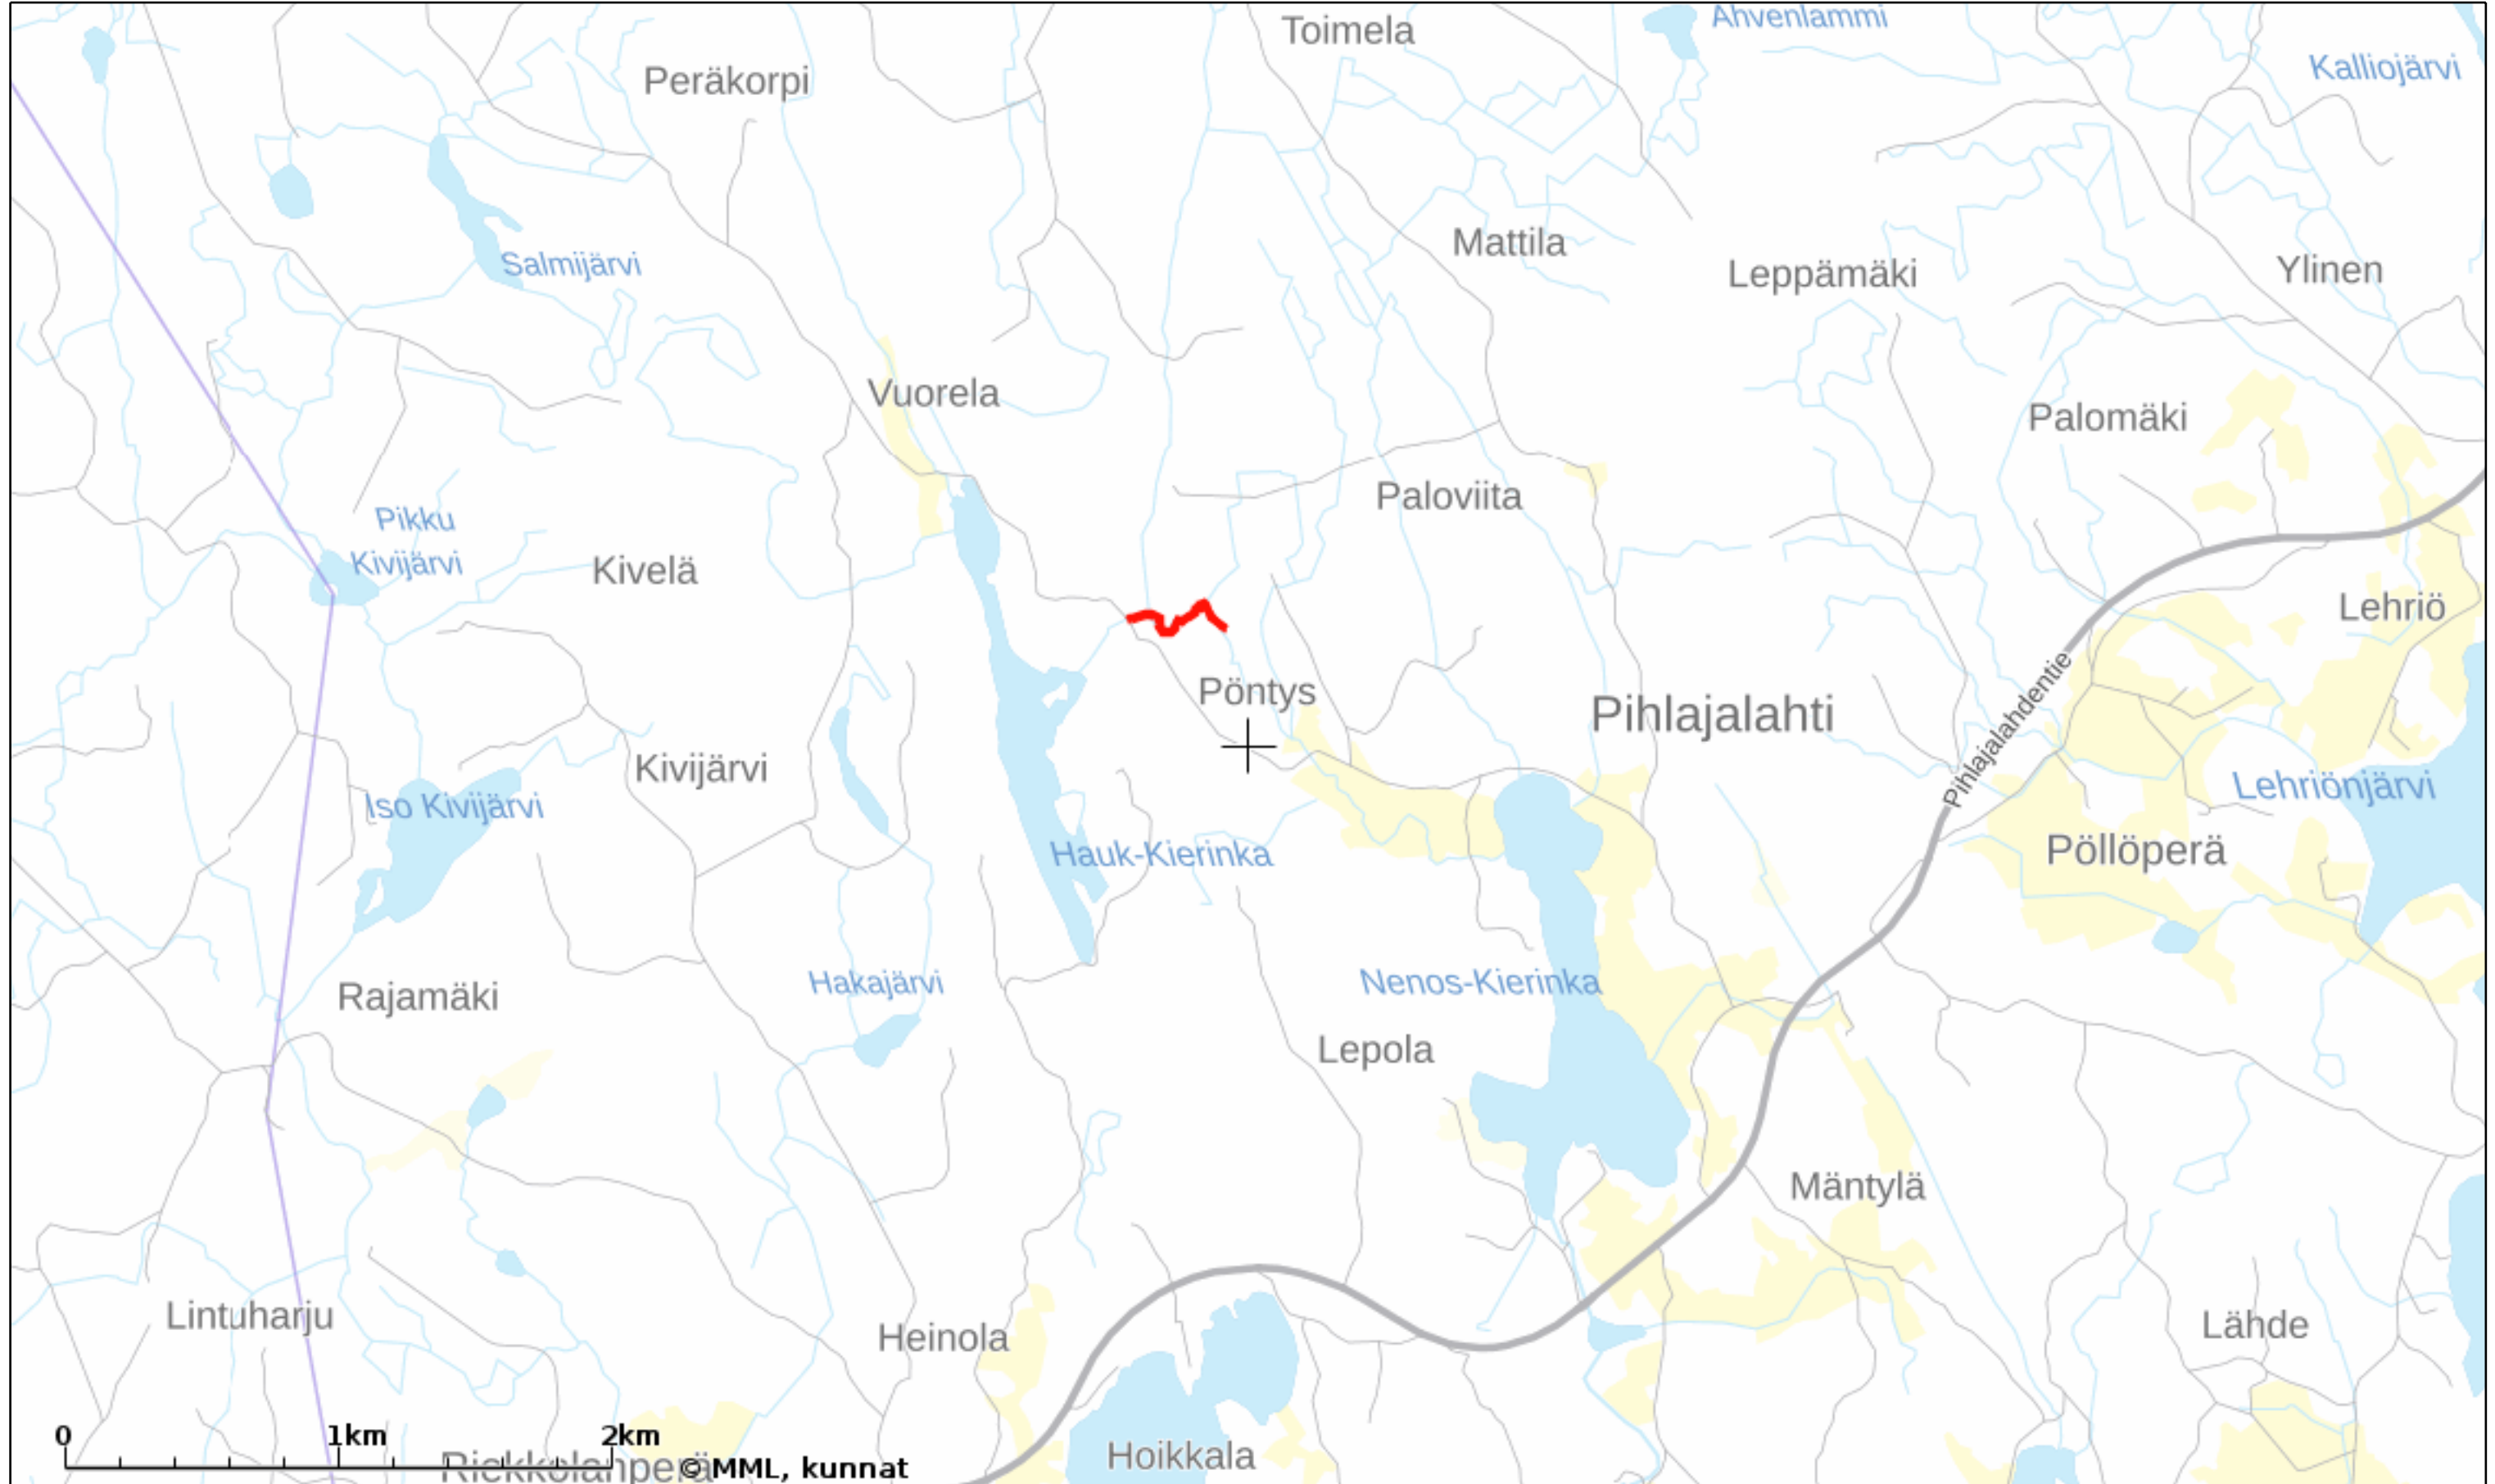 Toimela
Ahvenlammi
Kalliojärvi
Peräkorpi
Salmijärvi
Mattila
Leppämäki
Ylinen
Vuorela
Palomäki
Paloviita
Pikku
Kivijärvi
Kivelä
Lehriö
Pöntys
Pihlajalahti
Pihlajalahdentie
Kivijärvi
Iso Kivijärvi
Lehriönjärvi
Hauk-Kierinka
Pöllöperä
Hakajärvi
Nenos-Kierinka
Rajamäki
Lepola
Mäntylä
Lintuharju
Heinola
Lähde
0 1km 2km
Hoikkala
Riekkolanperä
© MML, kunnat